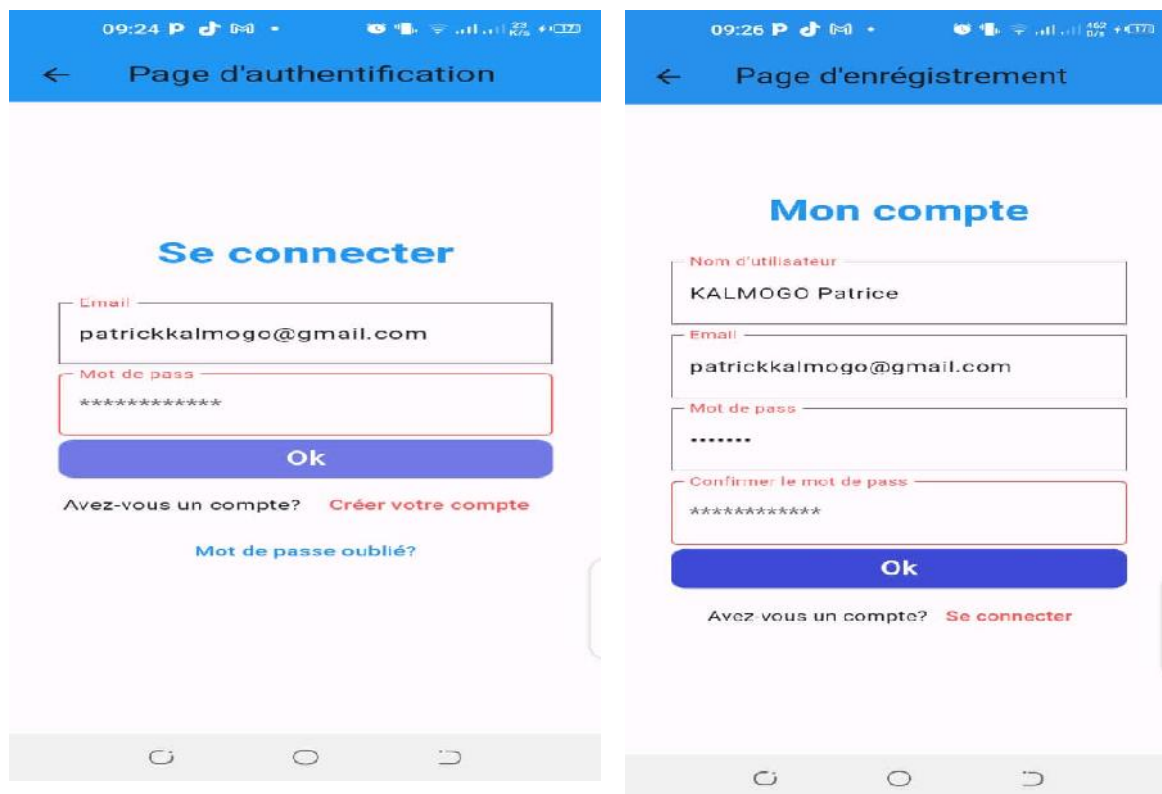 09:24
23 K/s
Page d'authentification
Se connecter
Email
patrickkalmogo@gmail.com
Mot de pass
************
Ok
Avez-vous un compte? Créer votre compte
Mot de passe oublié?
09:26
462 B/s
Page d'enrégistrement
Mon compte
Nom d'utilisateur
KALMOGO Patrice
Email
patrickkalmogo@gmail.com
Mot de pass
•••••••
Confirmer le mot de pass
************
Ok
Avez-vous un compte? Se connecter